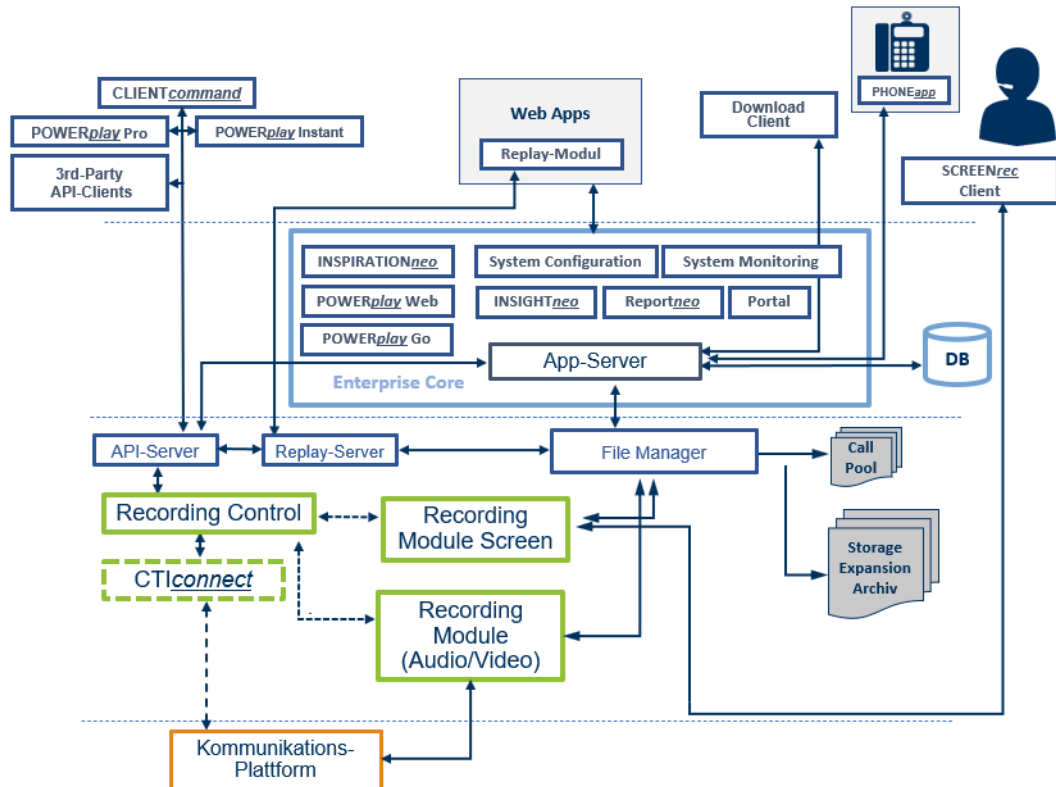 CLIENTcommand
POWERplay Pro
POWERplay Instant
3rd-Party
API-Clients
Web Apps
Replay-Modul
Download
Client
PHONEapp
SCREENrec
Client
INSPIRATIONneo
System Configuration
System Monitoring
POWERplay Web
INSIGHTneo
Reportneo
Portal
POWERplay Go
App-Server
Enterprise Core
DB
API-Server
Replay-Server
File Manager
Call
Pool
Recording Control
Recording
Module Screen
CTIconnect
Storage
Expansion
Archiv
Recording
Module
(Audio/Video)
Kommunikations-
Plattform